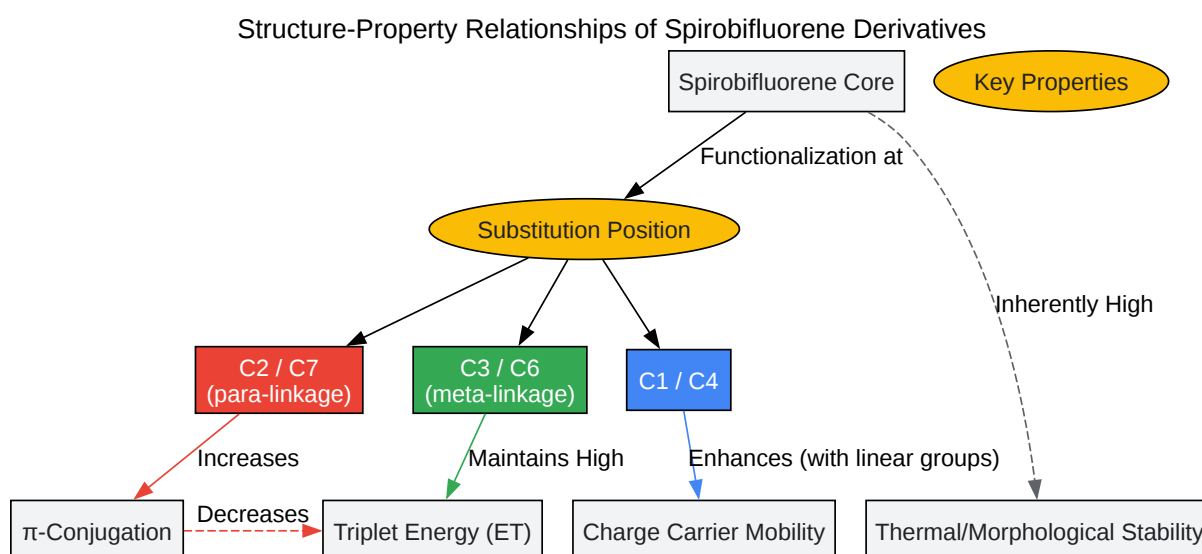 Structure-Property Relationships of Spirobifluorene Derivatives
Spirobifluorene Core
Key Properties
Functionalization at
Substitution Position
Inherently High
C2 / C7
(para-linkage)
C3 / C6
(meta-linkage)
C1 / C4
Increases
Maintains High
Enhances (with linear groups)
π-Conjugation
Decreases
Triplet Energy (ET)
Charge Carrier Mobility
Thermal/Morphological Stability